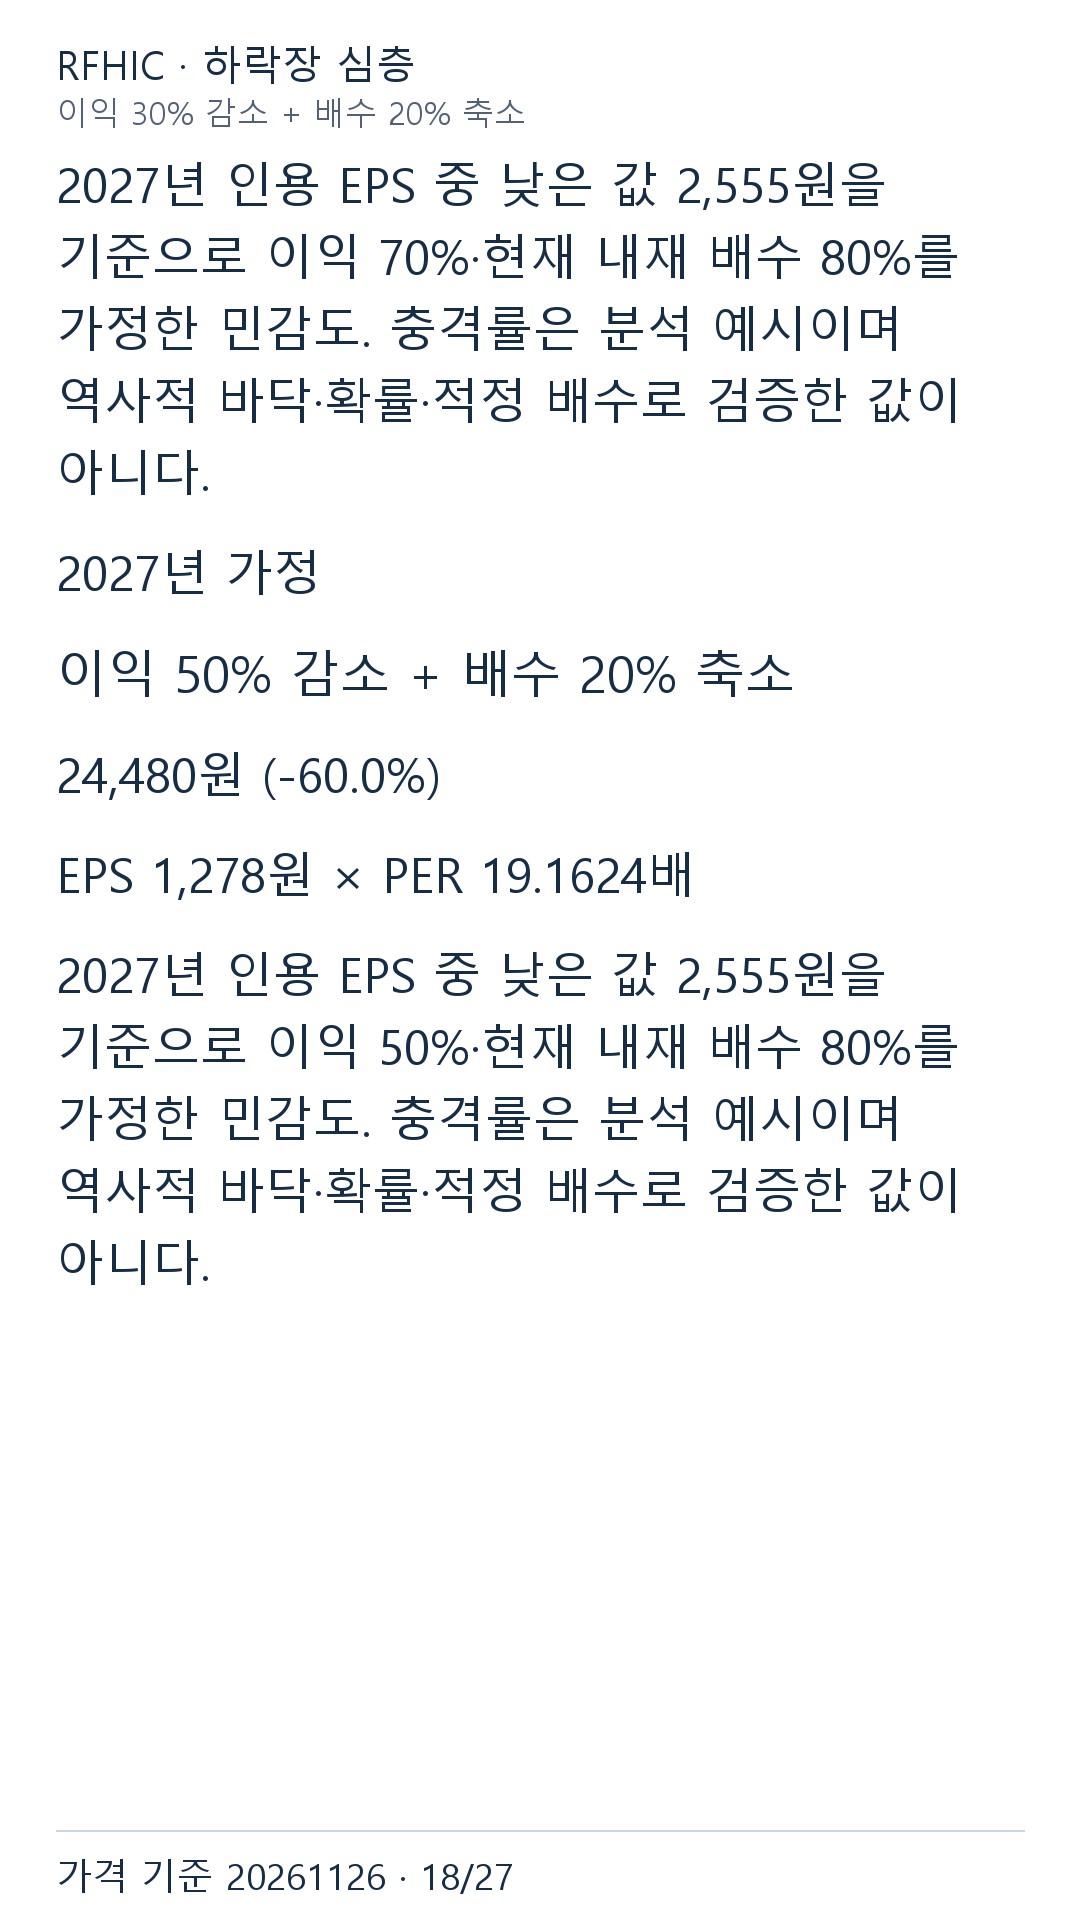 RFHIC · 하락장 심층
이익 30% 감소 + 배수 20% 축소
2027년 인용 EPS 중 낮은 값 2,555원을
기준으로 이익 70%·현재 내재 배수 80%를
가정한 민감도. 충격률은 분석 예시이며
역사적 바닥·확률·적정 배수로 검증한 값이
아니다.
2027년 가정
이익 50% 감소 + 배수 20% 축소
24,480원 (-60.0%)
EPS 1,278원 × PER 19.1624배
2027년 인용 EPS 중 낮은 값 2,555원을
기준으로 이익 50%·현재 내재 배수 80%를
가정한 민감도. 충격률은 분석 예시이며
역사적 바닥·확률·적정 배수로 검증한 값이
아니다.
가격 기준 20261126 · 18/27